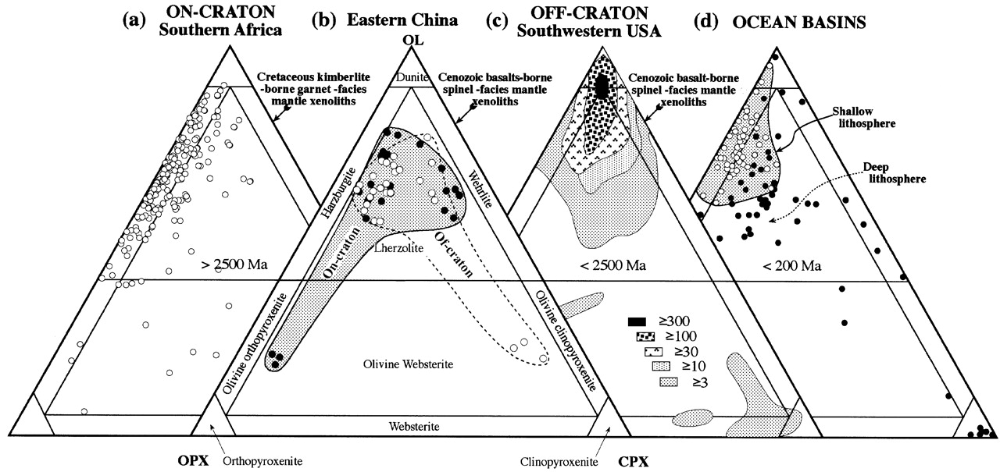 (a) ON-CRATON
Southern Africa
(b) Eastern China
(c) OFF-CRATON
Southwestern USA
(d) OCEAN BASINS
OL
Dunite
Cretaceous kimberlite
-borne garnet -facies
mantle xenoliths
Cenozoic basalts-borne
spinel -facies mantle
xenoliths
Cenozoic basalt-borne
spinel -facies mantle
xenoliths
Shallow
lithosphere
Deep
lithosphere
Harzburgite
Wehrlite
On-craton
Of-craton
Lherzolite
> 2500 Ma
< 2500 Ma
< 200 Ma
Olivine orthopyroxenite
Olivine clinopyroxenite
Olivine Websterite
≥300
≥100
≥30
≥10
≥3
Websterite
OPX
Orthopyroxenite
Clinopyroxenite
CPX